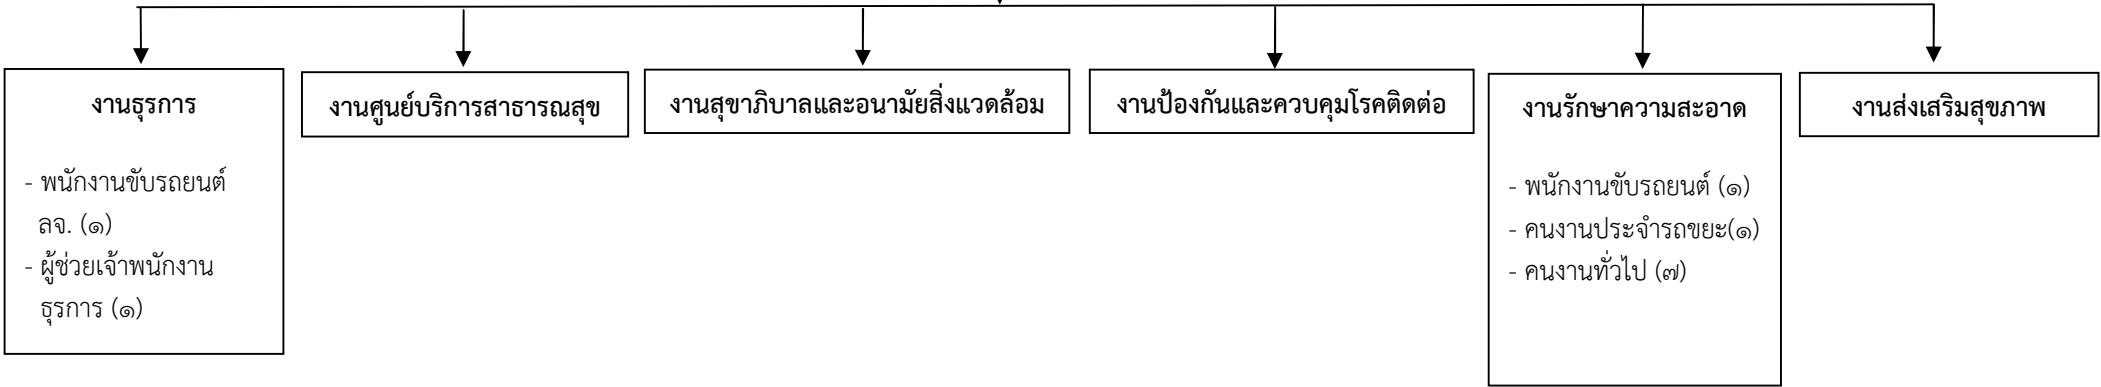 งานธุรการ
- พนักงานขับรถยนต์
ลจ. (๑)
- ผู้ช่วยเจ้าพนักงาน
ธุรการ (๑)
งานศูนย์บริการสาธารณสุข
งานสุขาภิบาลและอนามัยสิ่งแวดล้อม
งานป้องกันและควบคุมโรคติดต่อ
งานรักษาความสะอาด
- พนักงานขับรถยนต์ (๑)
- คนงานประจำรถขยะ(๑)
- คนงานทั่วไป (๗)
งานส่งเสริมสุขภาพ